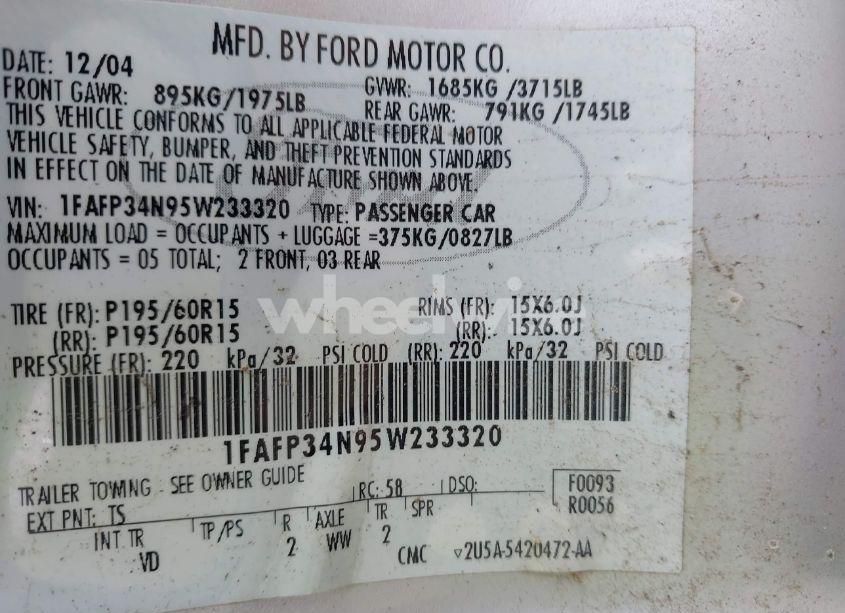 MFD. BY FORD MOTOR CO.
DATE: 12/04
GVWR: 1685KG /3715LB
FRONT GAWR: 895KG/1975LB
REAR GAWR: 791KG /1745LB
THIS VEHICLE CONFORMS TO ALL APPLICABLE FEDERAL MOTOR
VEHICLE SAFETY, BUMPER, AND THEFT PREVENTION STANDARDS
IN EFFECT ON THE DATE OF MANUFACTURE SHOWN ABOVE.
VIN: 1FAFP34N95W233320 TYPE: PASSENGER CAR
MAXIMUM LOAD = OCCUPANTS + LUGGAGE =375KG/0827LB
OCCUPANTS = 05 TOTAL; 2 FRONT, 03 REAR
TIRE (FR): P195/60R15 RIMS (FR): 15X6.0J
(RR): P195/60R15 (RR): 15X6.0J
PRESSURE (FR): 220 kPa/32 PSI COLD (RR): 220 kPa/32 PSI COLD
1FAFP34N95W233320
TRAILER TOWING - SEE OWNER GUIDE
RC: 58 DSO:
F0093
R0056
EXT PNT: TS
INT TR TP/PS R AXLE TR SPR
VD 2 WW 2
CMC ▿2U5A-5420472-AA